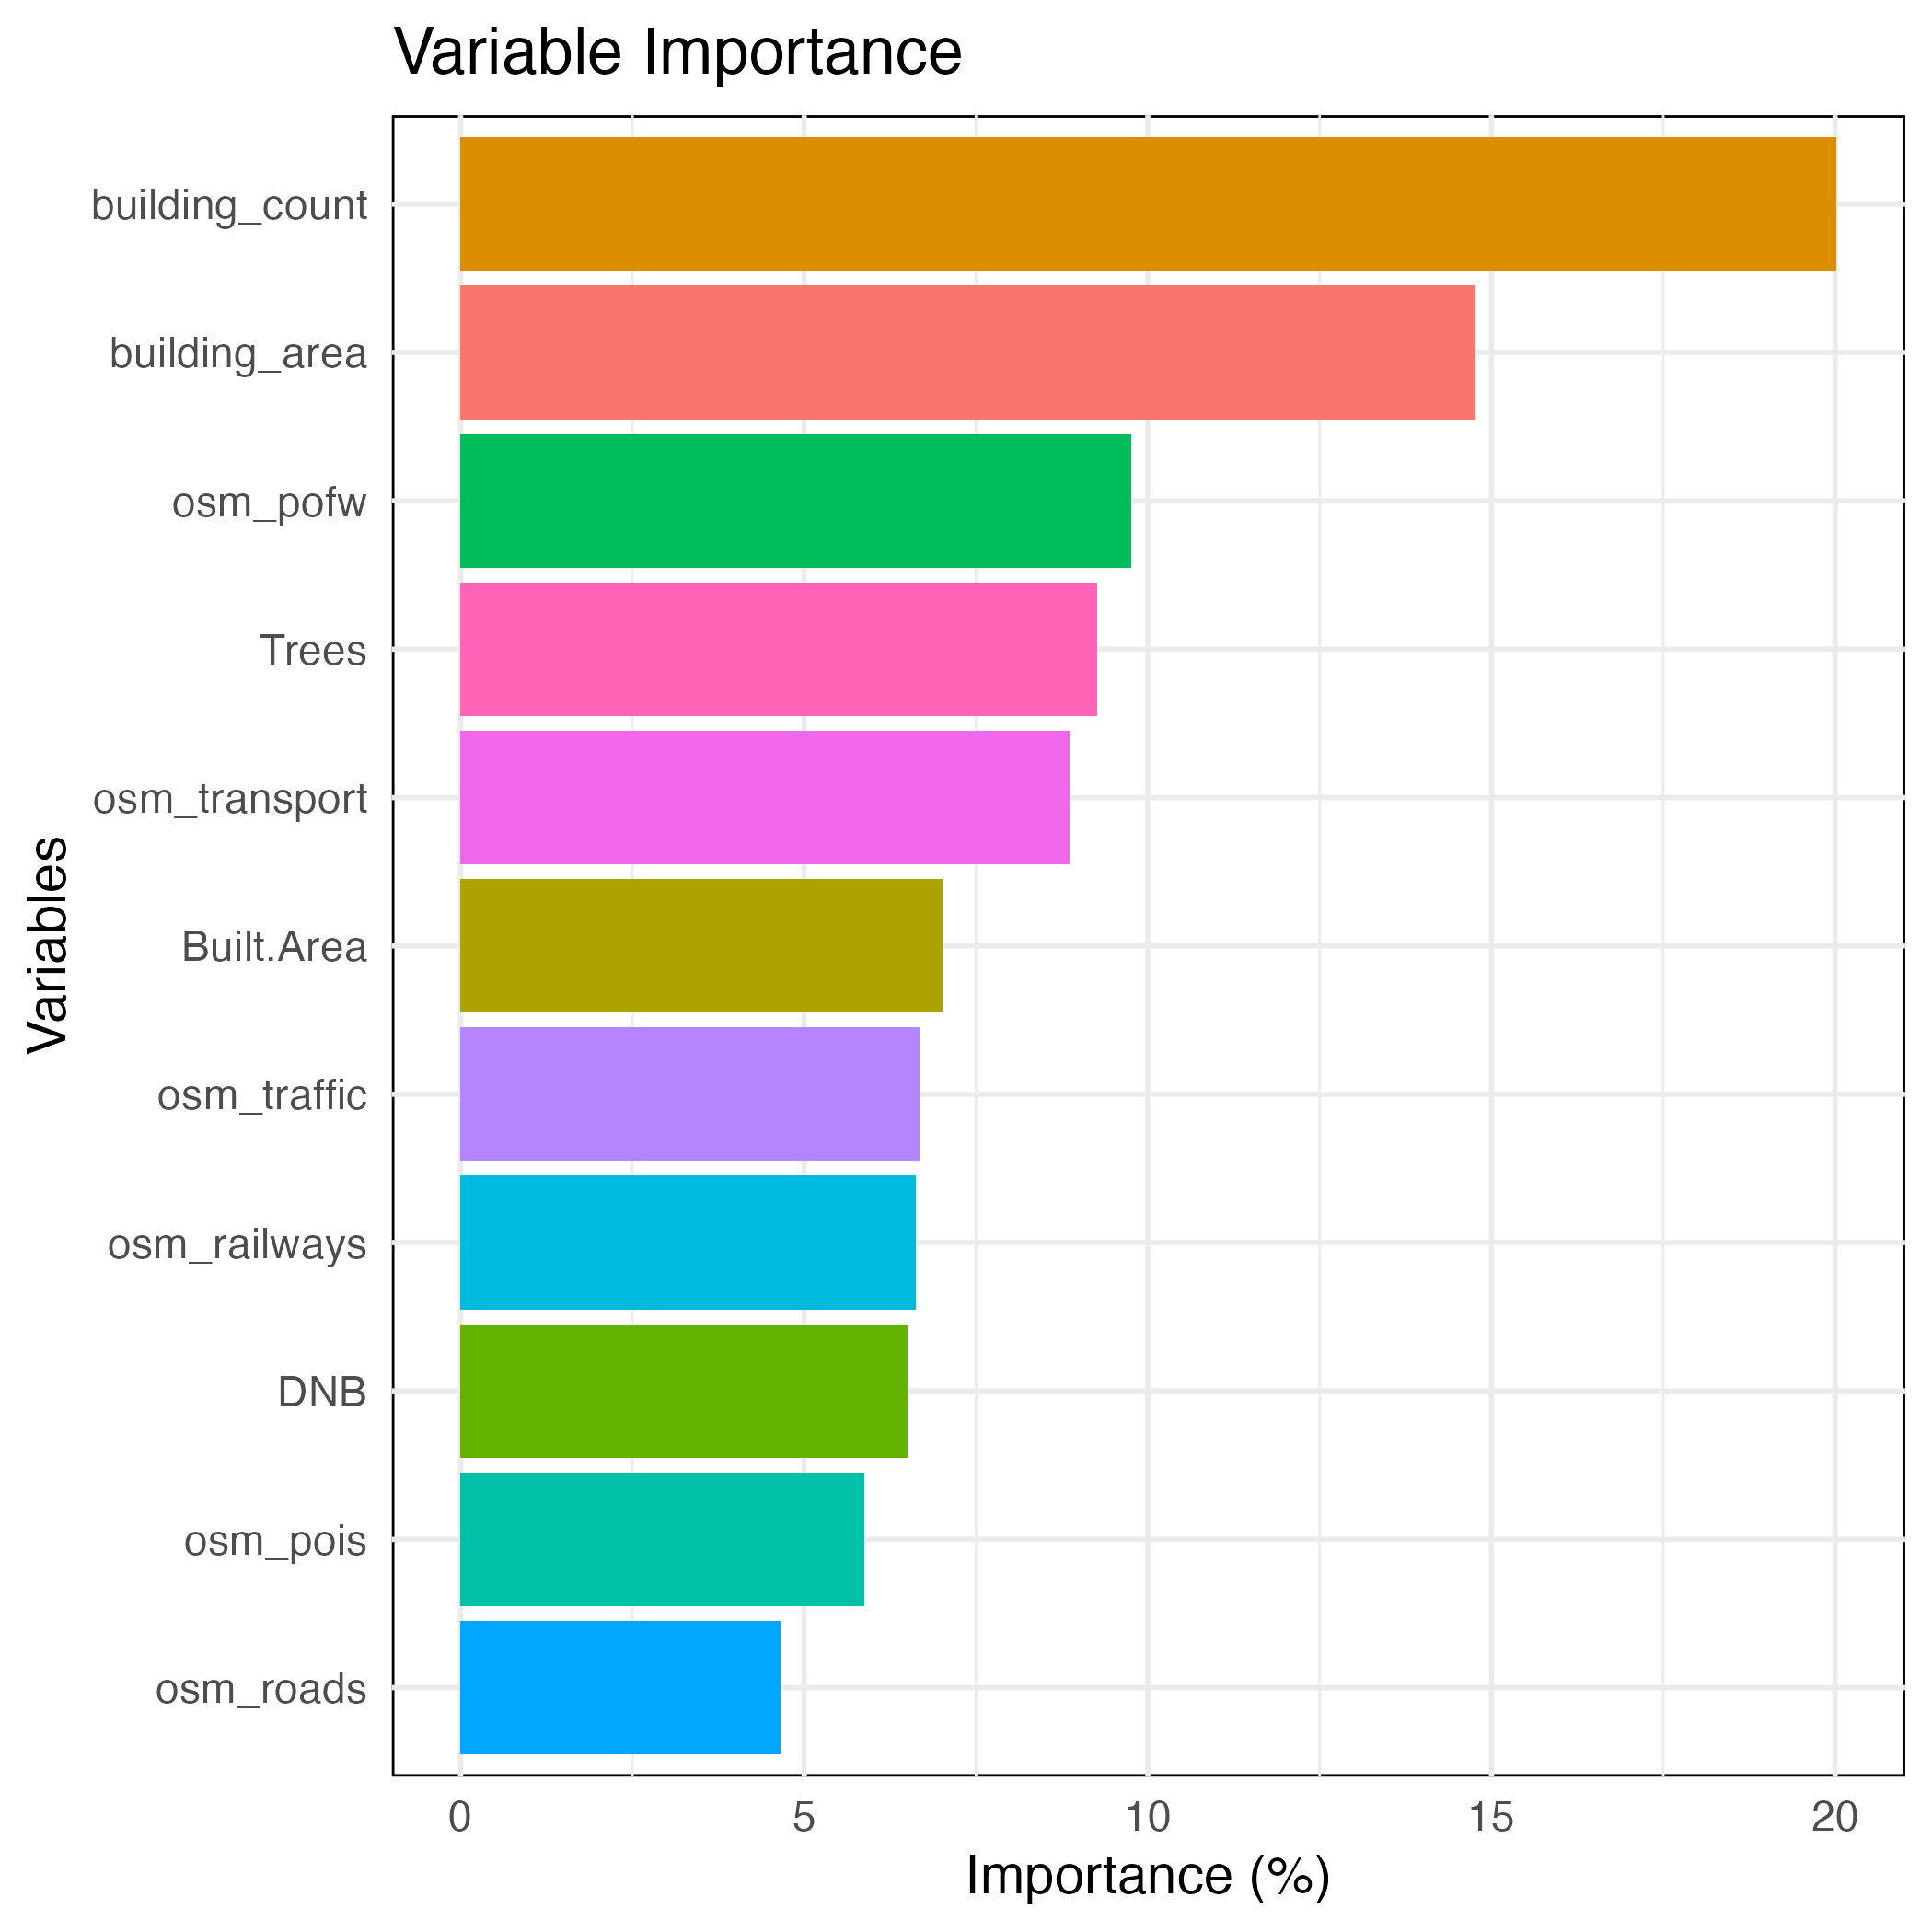 Variable Importance
Variables
building_count
building_area
osm_pofw
Trees
osm_transport
Built.Area
osm_traffic
osm_railways
DNB
osm_pois
osm_roads
0 5 10 15 20
Importance (%)